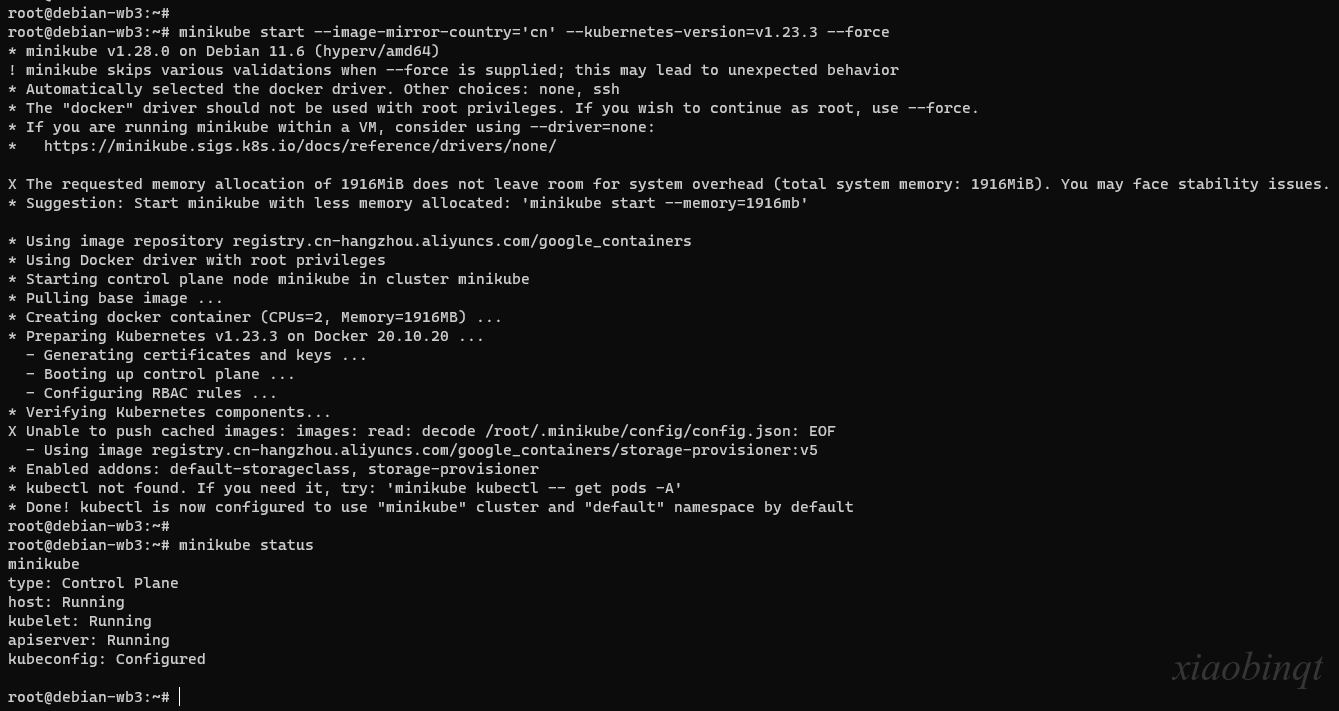 root@debian-wb3:~#
root@debian-wb3:~# minikube start --image-mirror-country='cn' --kubernetes-version=v1.23.3 --force
* minikube v1.28.0 on Debian 11.6 (hyperv/amd64)
! minikube skips various validations when --force is supplied; this may lead to unexpected behavior
* Automatically selected the docker driver. Other choices: none, ssh
* The "docker" driver should not be used with root privileges. If you wish to continue as root, use --force.
* If you are running minikube within a VM, consider using --driver=none:
*   https://minikube.sigs.k8s.io/docs/reference/drivers/none/
X The requested memory allocation of 1916MiB does not leave room for system overhead (total system memory: 1916MiB). You may face stability issues.
* Suggestion: Start minikube with less memory allocated: 'minikube start --memory=1916mb'
* Using image repository registry.cn-hangzhou.aliyuncs.com/google_containers
* Using Docker driver with root privileges
* Starting control plane node minikube in cluster minikube
* Pulling base image ...
* Creating docker container (CPUs=2, Memory=1916MB) ...
* Preparing Kubernetes v1.23.3 on Docker 20.10.20 ...
  - Generating certificates and keys ...
  - Booting up control plane ...
  - Configuring RBAC rules ...
* Verifying Kubernetes components...
X Unable to push cached images: images: read: decode /root/.minikube/config/config.json: EOF
  - Using image registry.cn-hangzhou.aliyuncs.com/google_containers/storage-provisioner:v5
* Enabled addons: default-storageclass, storage-provisioner
* kubectl not found. If you need it, try: 'minikube kubectl -- get pods -A'
* Done! kubectl is now configured to use "minikube" cluster and "default" namespace by default
root@debian-wb3:~#
root@debian-wb3:~# minikube status
minikube
type: Control Plane
host: Running
kubelet: Running
apiserver: Running
kubeconfig: Configured
xiaobinqt
root@debian-wb3:~#